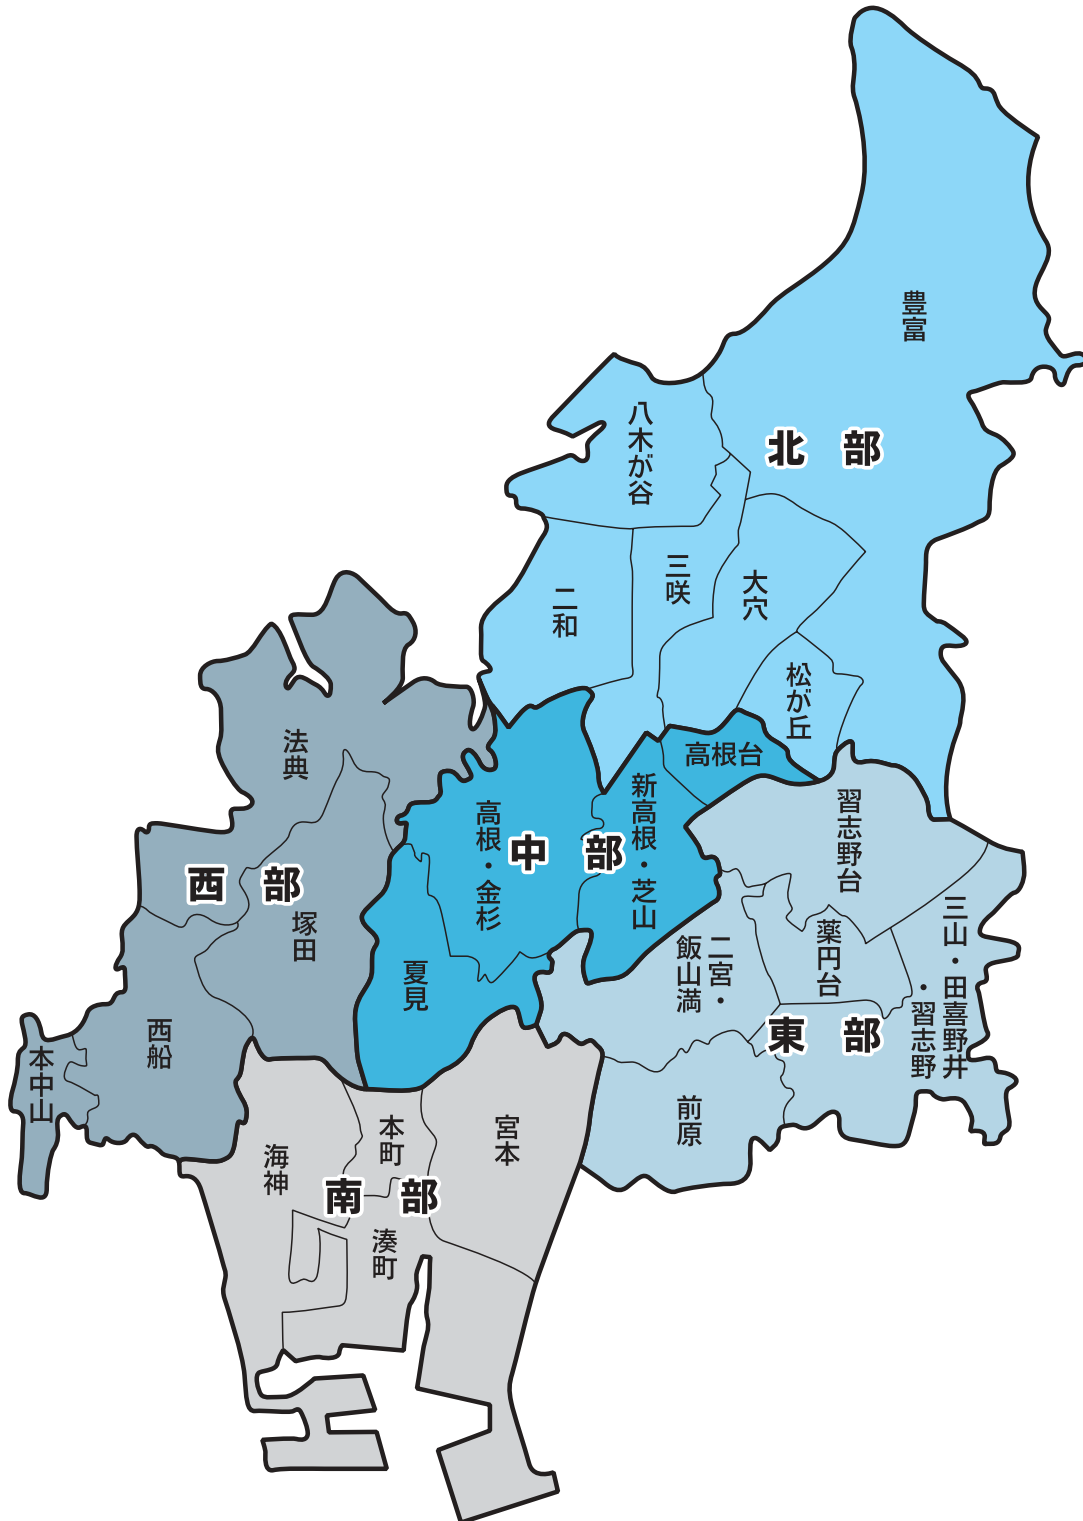 豊富
北部
八木が谷
三咲
二和
大穴
松が丘
法典
西部
塚田
西船
本中山
高根台
新高根・芝山
中部
高根・金杉
夏見
習志野台
三山・田喜野井
・習志野
薬円台
二宮・
飯山満
東部
前原
宮本
本町
海神
南部
湊町